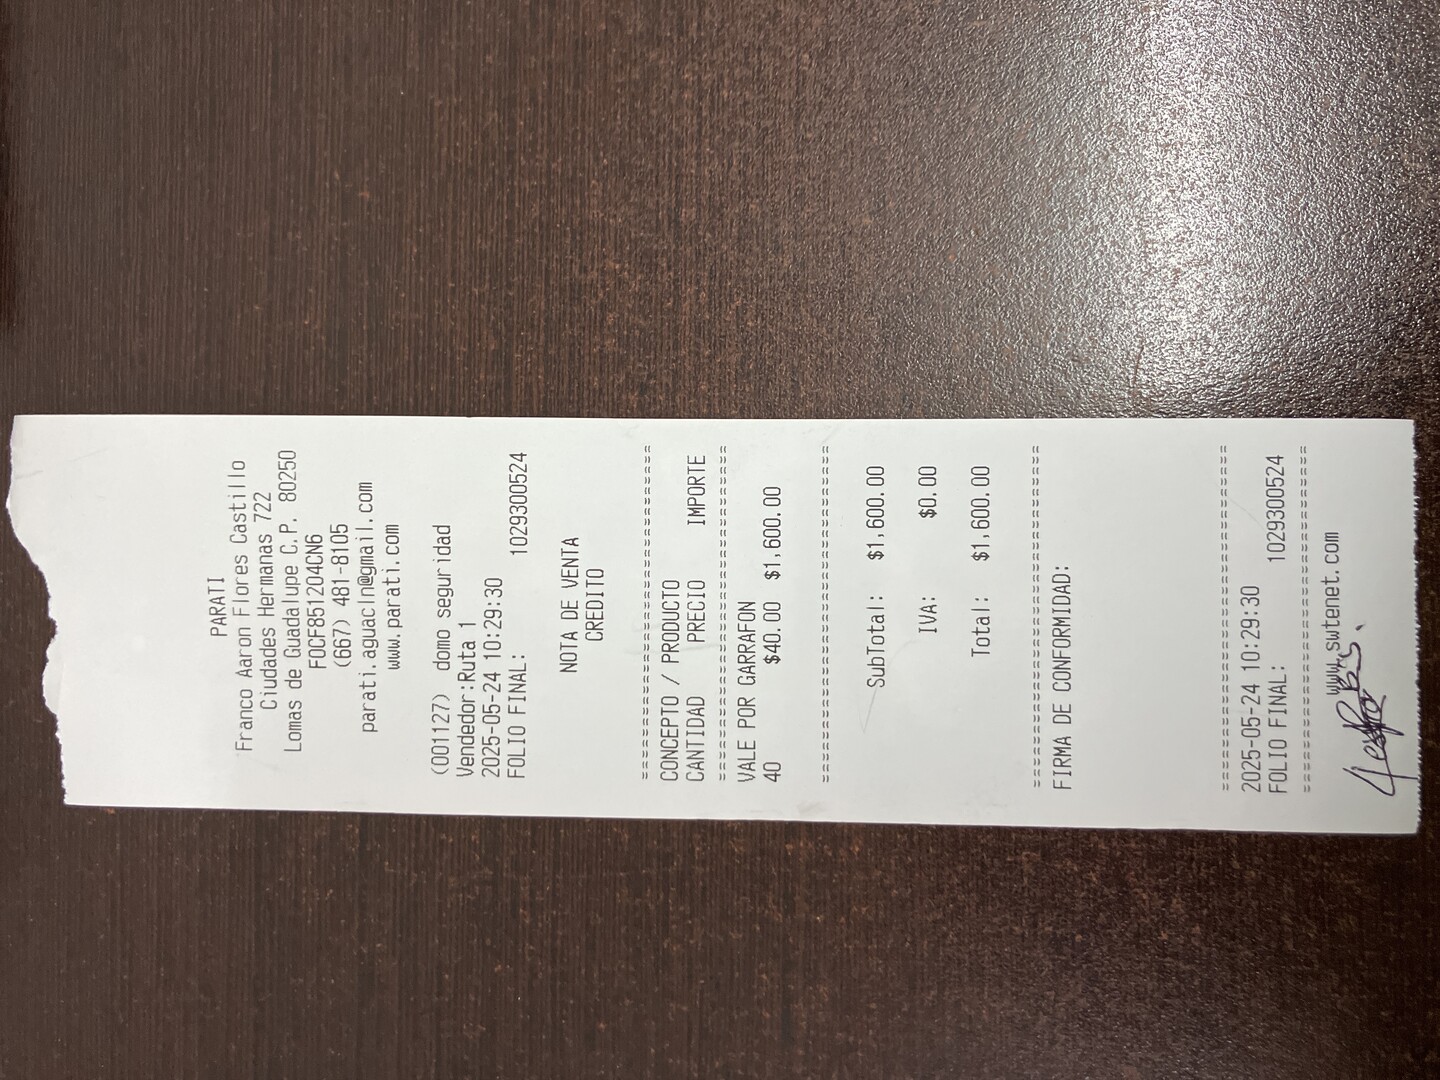 PARATI
Franco Aaron Flores Castillo
Ciudades Hermanas 722
Lomas de Guadalupe C.P. 80250
FOCF851204CN6
(667) 481-8105
parati.aguacln@gmail.com
www.parati.com
(001127) domo seguridad
Vendedor:Ruta 1
2025-05-24 10:29:30
FOLIO FINAL: 1029300524
NOTA DE VENTA
CREDITO
==================================
CONCEPTO / PRODUCTO
CANTIDAD PRECIO IMPORTE
==================================
VALE POR GARRAFON
40 $40.00 $1,600.00
==================================
SubTotal: $1,600.00
IVA: $0.00
Total: $1,600.00
==================================
FIRMA DE CONFORMIDAD:
==================================
2025-05-24 10:29:30
FOLIO FINAL: 1029300524
==================================
www.swtenet.com